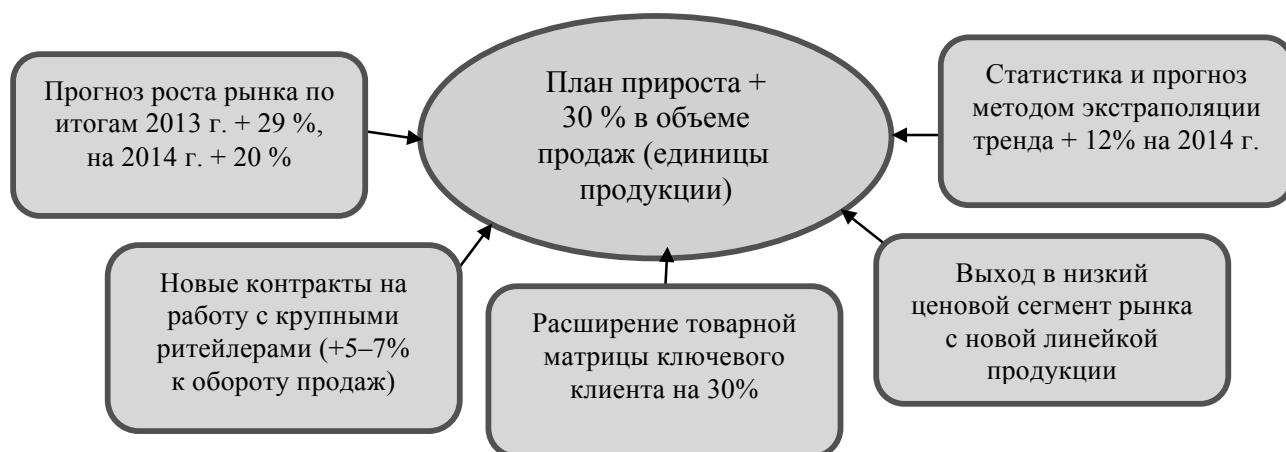 Прогноз роста рынка по
итогам 2013 г. + 29 %,
на 2014 г. + 20 %
План прироста +
30 % в объеме
продаж (единицы
продукции)
Статистика и прогноз
методом экстраполяции
тренда + 12% на 2014 г.
Новые контракты на
работу с крупными
ритейлерами (+5–7%
к обороту продаж)
Расширение товарной
матрицы ключевого
клиента на 30%
Выход в низкий
ценовой сегмент рынка
с новой линейкой
продукции